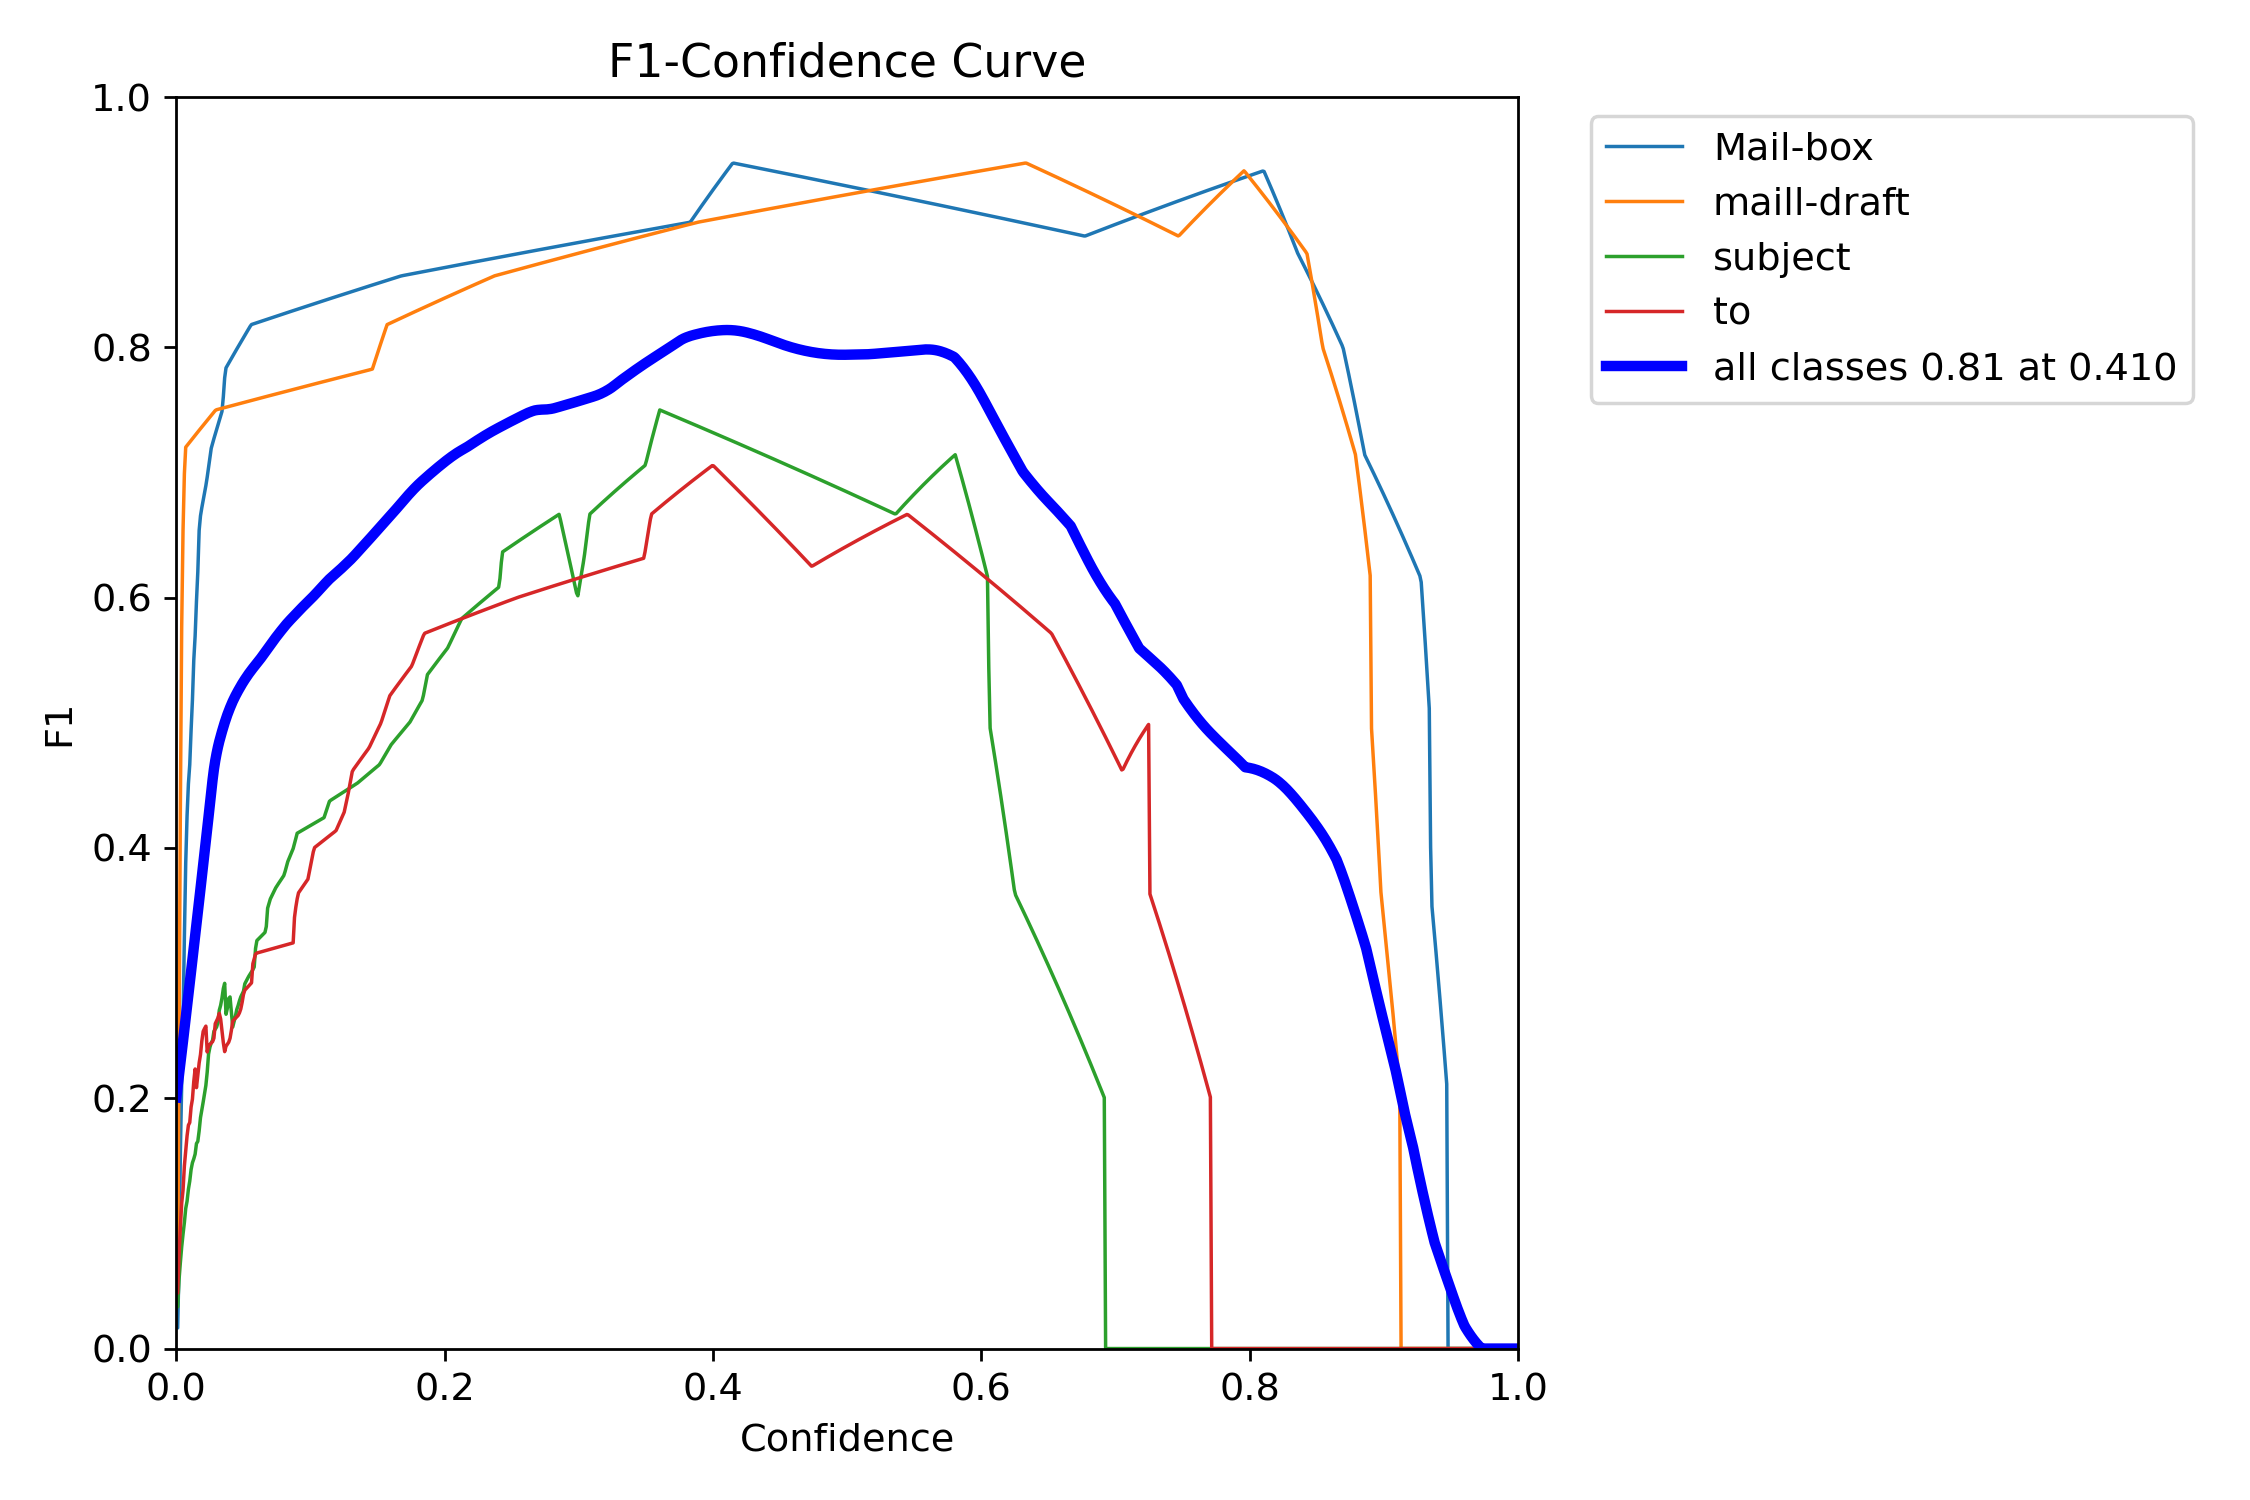 F1-Confidence Curve
1.0
0.8
0.6
0.4
0.2
0.0
F1
0.0 0.2 0.4 0.6 0.8 1.0
Confidence
Mail-box
maill-draft
subject
to
all classes 0.81 at 0.410